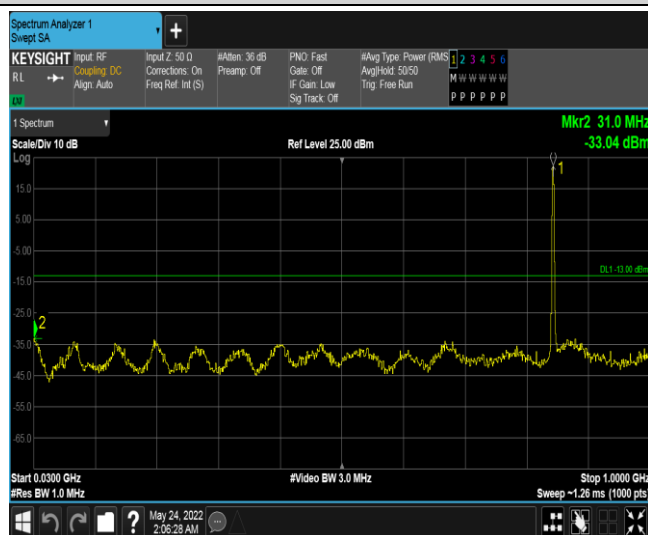 Spectrum Analyzer 1
Swept SA
+
KEYSIGHT
RL
Input: RF
Coupling: DC
Align: Auto
Input Z: 50 Ω
Corrections: On
Freq Ref: Int (S)
#Atten: 36 dB
Preamp: Off
PNO: Fast
Gate: Off
IF Gain: Low
Sig Track: Off
#Avg Type: Power (RMS
Avg|Hold: 50/50
Trig: Free Run
1 2 3 4 5 6
M W W W W W
P P P P P P
1 Spectrum
Mkr2 31.0 MHz
Scale/Div 10 dB
Ref Level 25.00 dBm
-33.04 dBm
Log
1
15.0
5.00
-5.00
DL1 -13.00 dBm
-15.0
-25.0
2
-35.0
-45.0
-55.0
-65.0
Start 0.0300 GHz
#Video BW 3.0 MHz
Stop 1.0000 GHz
#Res BW 1.0 MHz
Sweep ~1.26 ms (1000 pts)
?
May 24, 2022
2:06:28 AM